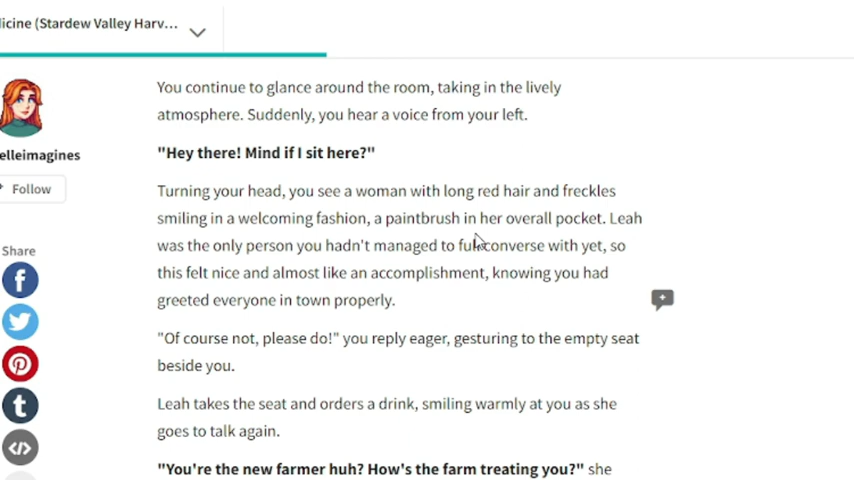 dicine (Stardew Valley Harv...
You continue to glance around the room, taking in the lively
atmosphere. Suddenly, you hear a voice from your left.
elleimagines
"Hey there! Mind if I sit here?"
Follow
Turning your head, you see a woman with long red hair and freckles
smiling in a welcoming fashion, a paintbrush in her overall pocket. Leah
Share
was the only person you hadn't managed to converse with yet, so
this felt nice and almost like an accomplishment, knowing you had
greeted everyone in town properly.
"Of course not, please do!" you reply eager, gesturing to the empty seat
beside you.
Leah takes the seat and orders a drink, smiling warmly at you as she
goes to talk again.
"You're the new farmer huh? How's the farm treating you?" she